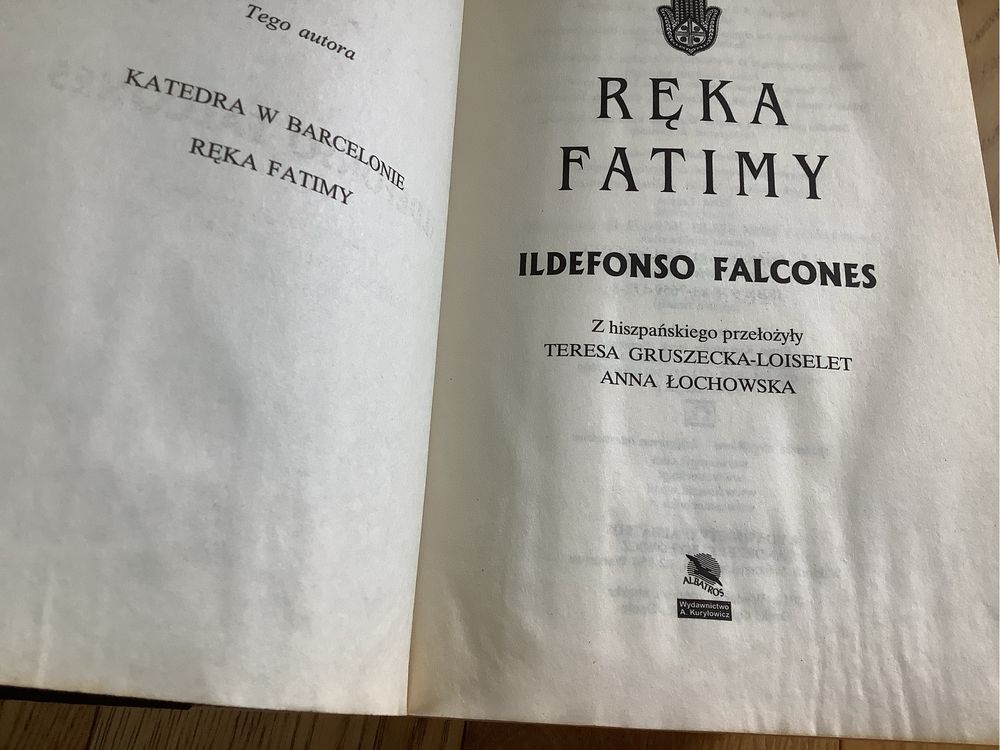 Tego autora
KATEDRA W BARCELONIE
RĘKA FATIMY
RĘKA
FATIMY
ILDEFONSO FALCONES
Z hiszpańskiego przełożyły
TERESA GRUSZECKA-LOISELET
ANNA ŁOCHOWSKA
ALBATROS
Wydawnictwo
A. Kuryłowicz